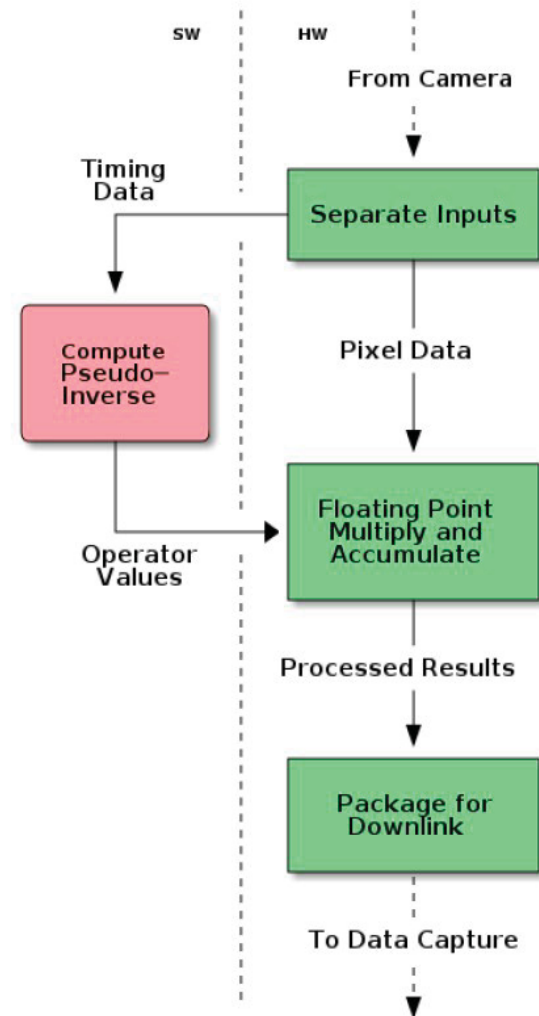 SW
HW
From Camera
Timing
Data
Separate Inputs
Compute
Pseudo–
Inverse
Pixel Data
Floating Point
Multiply and
Accumulate
Operator
Values
Processed Results
Package for
Downlink
To Data Capture